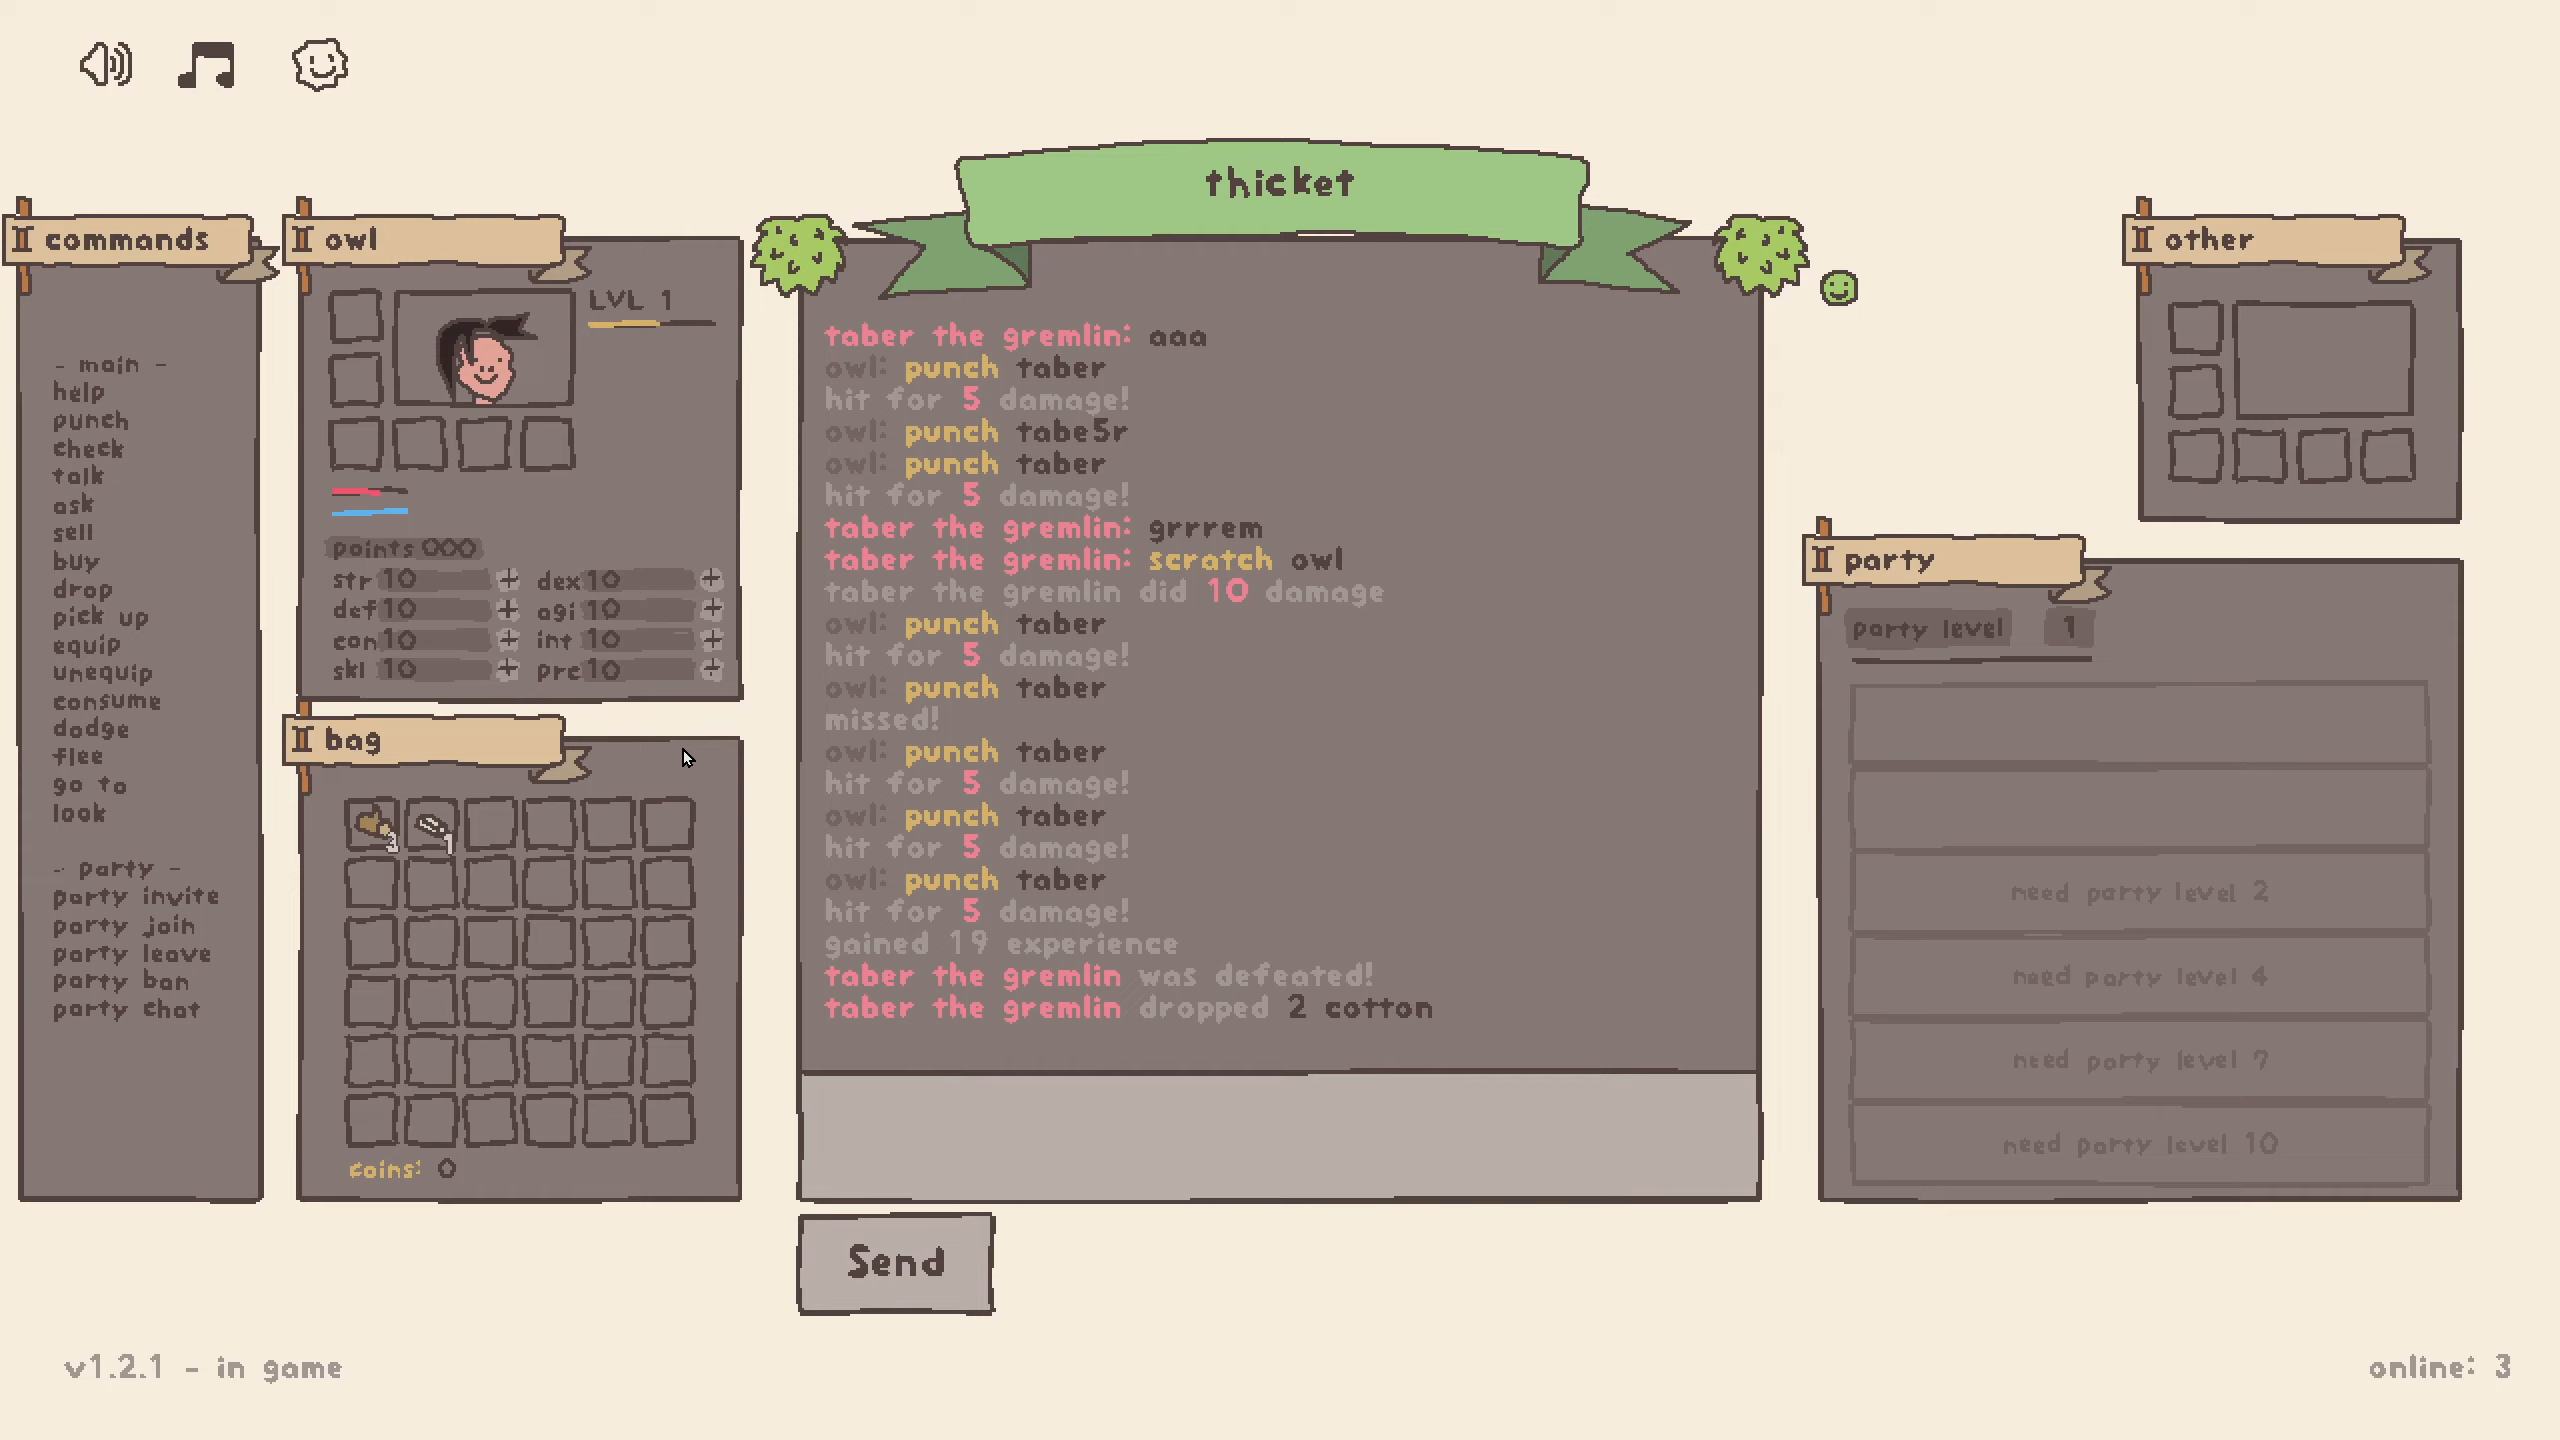 thicket
commands
- main -
help
punch
check
talk
ask
sell
buy
drop
pick up
equip
unequip
consume
dodge
flee
go to
look
- party -
party invite
party join
party leave
party ban
party chat
owl
LVL 1
points 000
str 10 + dex 10 +
def 10 + agi 10 +
con 10 + int 10 +
skl 10 + pre 10 +
bag
coins: 0
taber the gremlin: aaa
owl: punch taber
hit for 5 damage!
owl: punch tabe5r
owl: punch taber
hit for 5 damage!
taber the gremlin: grrrem
taber the gremlin: scratch owl
taber the gremlin did 10 damage
owl: punch taber
hit for 5 damage!
owl: punch taber
missed!
owl: punch taber
hit for 5 damage!
owl: punch taber
hit for 5 damage!
owl: punch taber
hit for 5 damage!
gained 19 experience
taber the gremlin was defeated!
taber the gremlin dropped 2 cotton
Send
other
party
party level 1
need party level 2
need party level 4
need party level 7
need party level 10
v1.2.1 - in game
online: 3